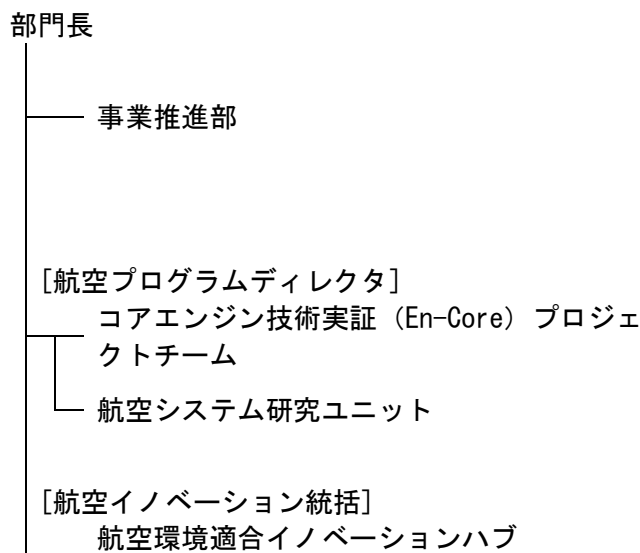 部門長
事業推進部
[航空プログラムディレクタ]
コアエンジン技術実証（En-Core）プロジェ
クトチーム
航空システム研究ユニット
[航空イノベーション統括]
航空環境適合イノベーションハブ